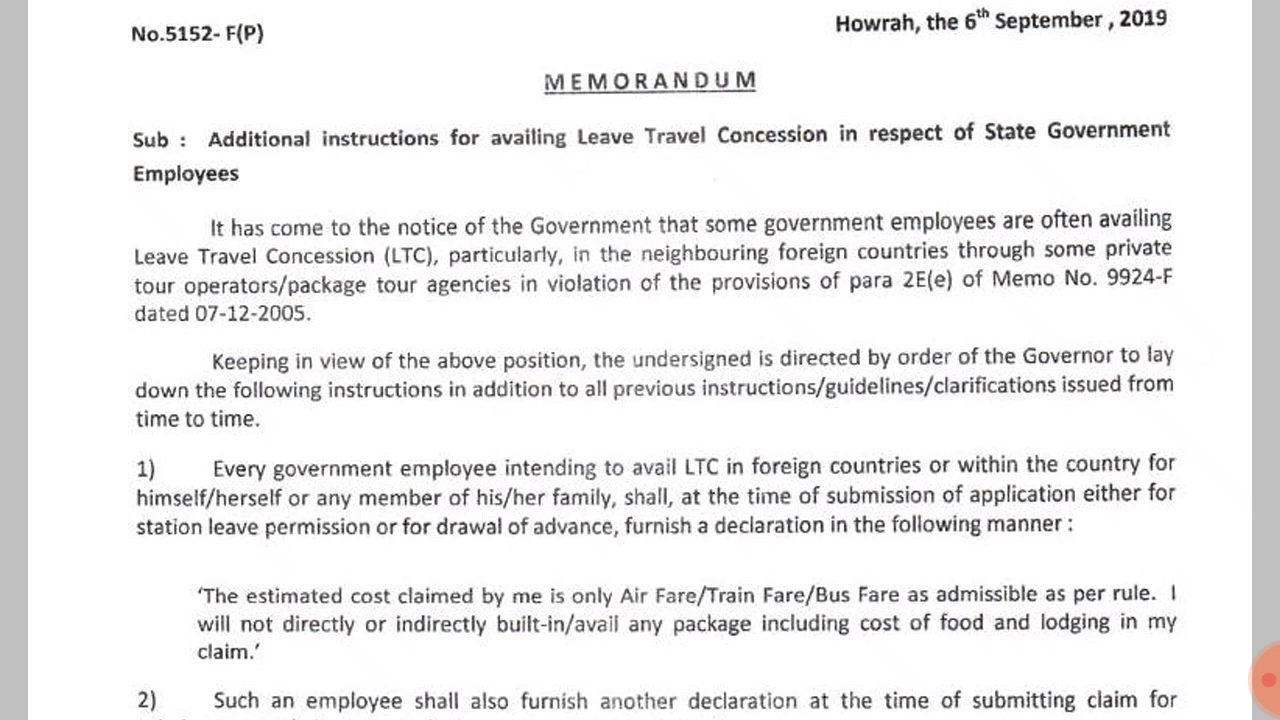 No.5152- F(P)
Howrah, the 6th September , 2019
MEMORANDUM
Sub : Additional instructions for availing Leave Travel Concession in respect of State Government
Employees
It has come to the notice of the Government that some government employees are often availing
Leave Travel Concession (LTC), particularly, in the neighbouring foreign countries through some private
tour operators/package tour agencies in violation of the provisions of para 2E(e) of Memo No. 9924-F
dated 07-12-2005.
Keeping in view of the above position, the undersigned is directed by order of the Governor to lay
down the following instructions in addition to all previous instructions/guidelines/clarifications issued from
time to time.
1) Every government employee intending to avail LTC in foreign countries or within the country for
himself/herself or any member of his/her family, shall, at the time of submission of application either for
station leave permission or for drawal of advance, furnish a declaration in the following manner :
‘The estimated cost claimed by me is only Air Fare/Train Fare/Bus Fare as admissible as per rule. I
will not directly or indirectly built-in/avail any package including cost of food and lodging in my
claim.’
2) Such an employee shall also furnish another declaration at the time of submitting claim for